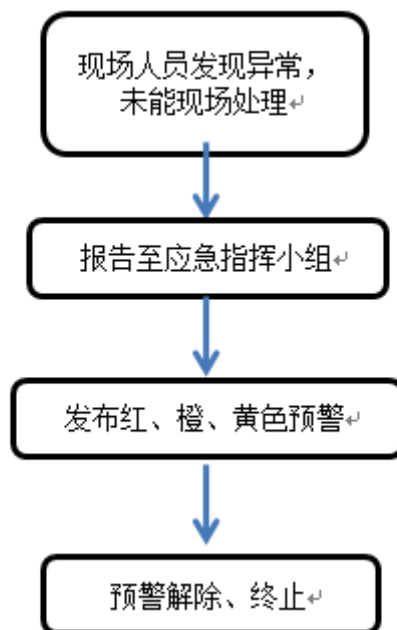 现场人员发现异常，
未能现场处理
报告至应急指挥小组
发布红、橙、黄色预警
预警解除、终止